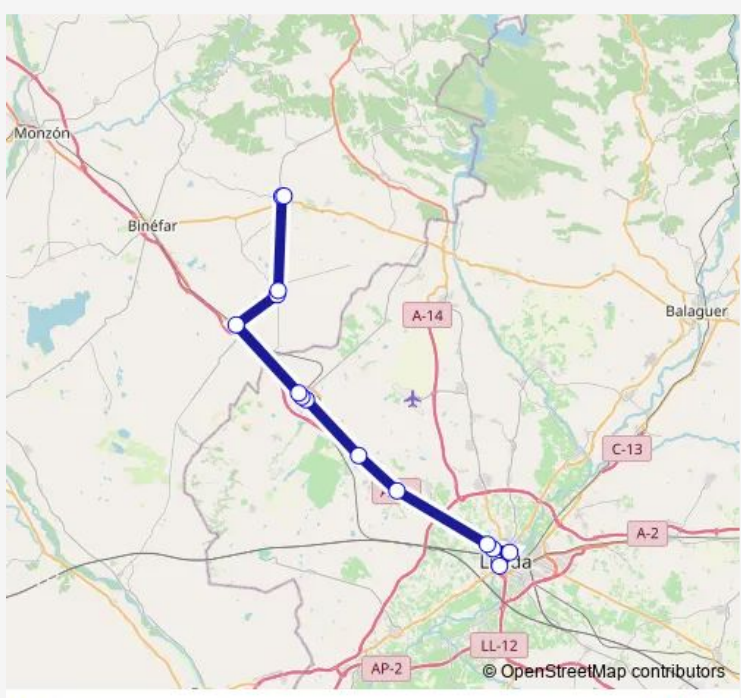 Monzón
Binéfar
Balaguer
A-14
C-13
A-2
LL-12
AP-2
© OpenStreetMap contributors